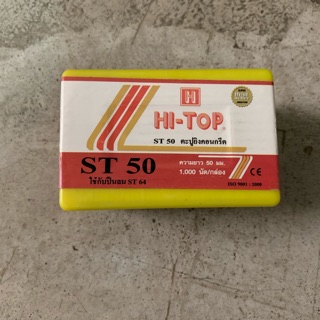 H
HI-TOP®
ST 50 ตะปูยิงคอนกรีต
ST 50
ใช้กับปืนลม ST 64
ความยาว 50 มม.
1,000 นัด/กล่อง
CE
ISO 9001 : 2008